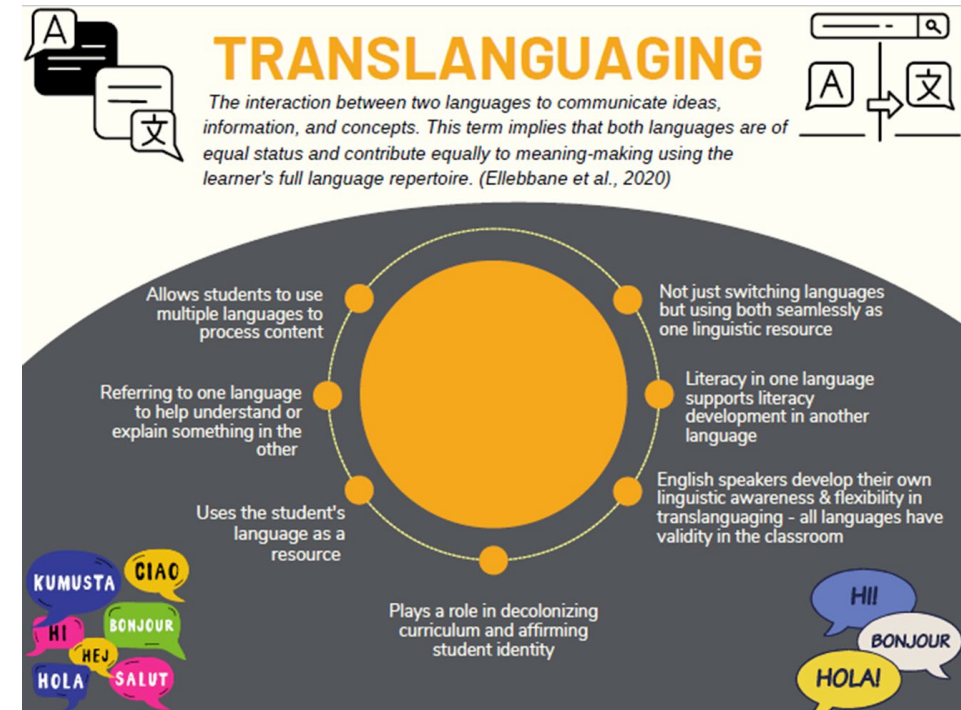 A
文
TRANSLANGUAGING
A
文
The interaction between two languages to communicate ideas,
information, and concepts. This term implies that both languages are of
equal status and contribute equally to meaning-making using the
learner's full language repertoire. (Ellebbane et al., 2020)
Allows students to use
multiple languages to
process content
Referring to one language
to help understand or
explain something in the
other
Uses the student's
language as a
resource
Plays a role in decolonizing
curriculum and affirming
student identity
Not just switching languages
but using both seamlessly as
one linguistic resource
Literacy in one language
supports literacy
development in another
language
English speakers develop their own
linguistic awareness & flexibility in
translanguaging - all languages have
validity in the classroom
KUMUSTA
CIAO
HI
BONJOUR
HEJ
HOLA
SALUT
HI!
BONJOUR
HOLA!